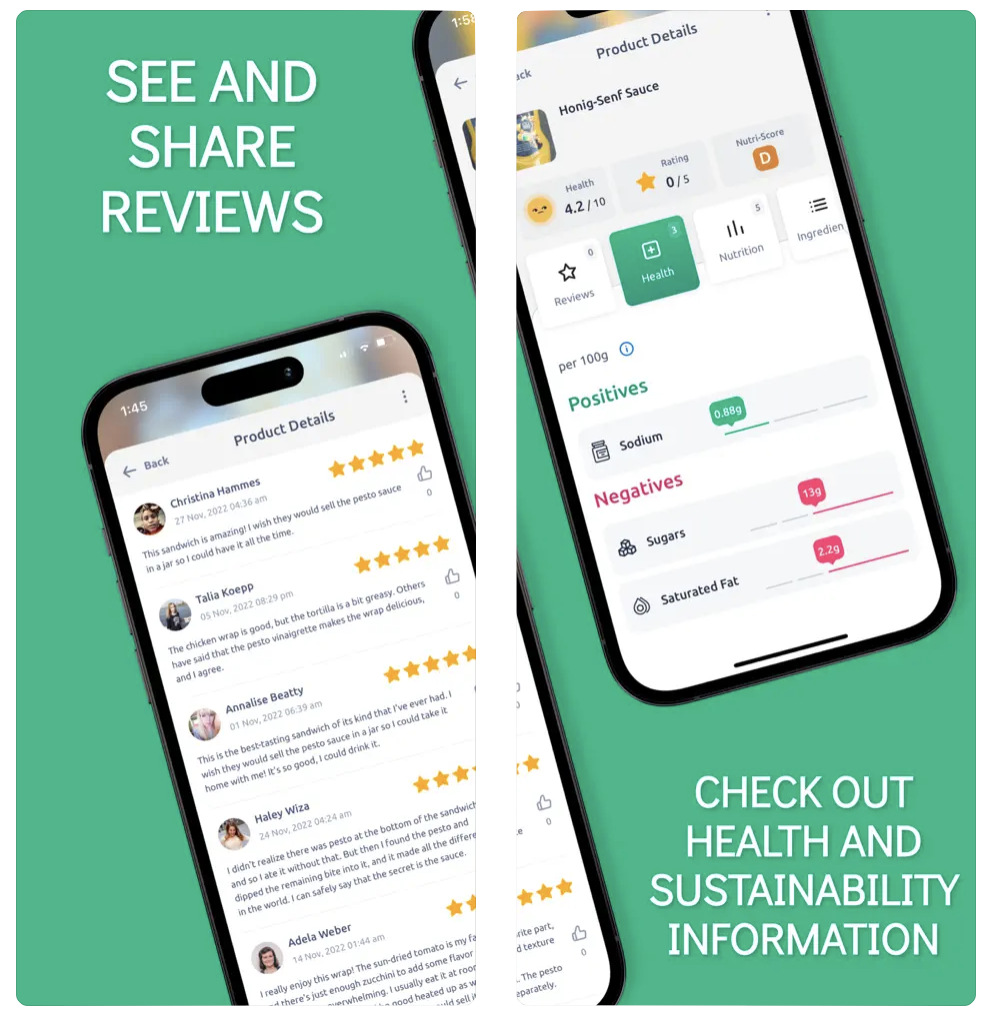 SEE AND
SHARE
REVIEWS
1:58
1:45
Product Details
Back
Christina Hammes
27 Nov, 2022 04:36 am
This sandwich is amazing! I wish they would sell the pesto sauce
in a jar so I could have it all the time.
0
Talia Koepp
05 Nov, 2022 08:29 pm
The chicken wrap is good, but the tortilla is a bit greasy. Others
have said that the pesto vinaigrette makes the wrap delicious,
and I agree.
0
Annalise Beatty
01 Nov, 2022 06:39 am
This is the best-tasting sandwich of its kind that I've ever had. I
wish they would sell the pesto sauce in a jar so I could take it
home with me! It's so good, I could drink it.
Haley Wiza
24 Nov, 2022 04:24 am
I didn't realize there was pesto at the bottom of the sandwich
and so I ate it without that. But then I found the pesto and
dipped the remaining bite into it, and it made all the differe
in the world. I can safely say that the secret is the sauce.
Adela Weber
14 Nov, 2022 01:44 am
I really enjoy this wrap! The sun-dried tomato is my fa
there's just enough zucchini to add some flavor
overwhelming. I usually eat it at roo
good heated up as w
ould sell i
Product Details
ack
Honig-Senf Sauce
Health
4.2 / 10
Rating
0 / 5
Nutri-Score
D
0
Reviews
3
Health
5
Nutrition
Ingredien
per 100g
Positives
Sodium
0.88g
Negatives
Sugars
13g
Saturated Fat
2.2g
0
0
rite part,
d texture
0
. The pesto
eparately.
CHECK OUT
HEALTH AND
SUSTAINABILITY
INFORMATION